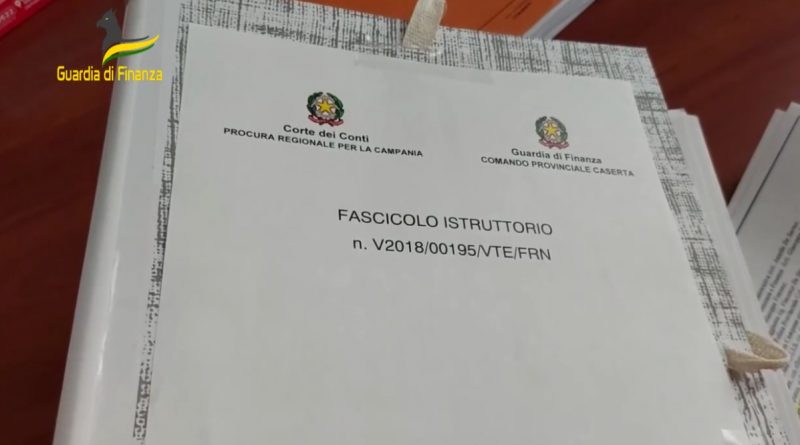 Guardia di Finanza
Corte dei Conti
PROCURA REGIONALE PER LA CAMPANIA
Guardia di Finanza
COMANDO PROVINCIALE CASERTA
FASCICOLO ISTRUTTORIO
n. V2018/00195/VTE/FRN